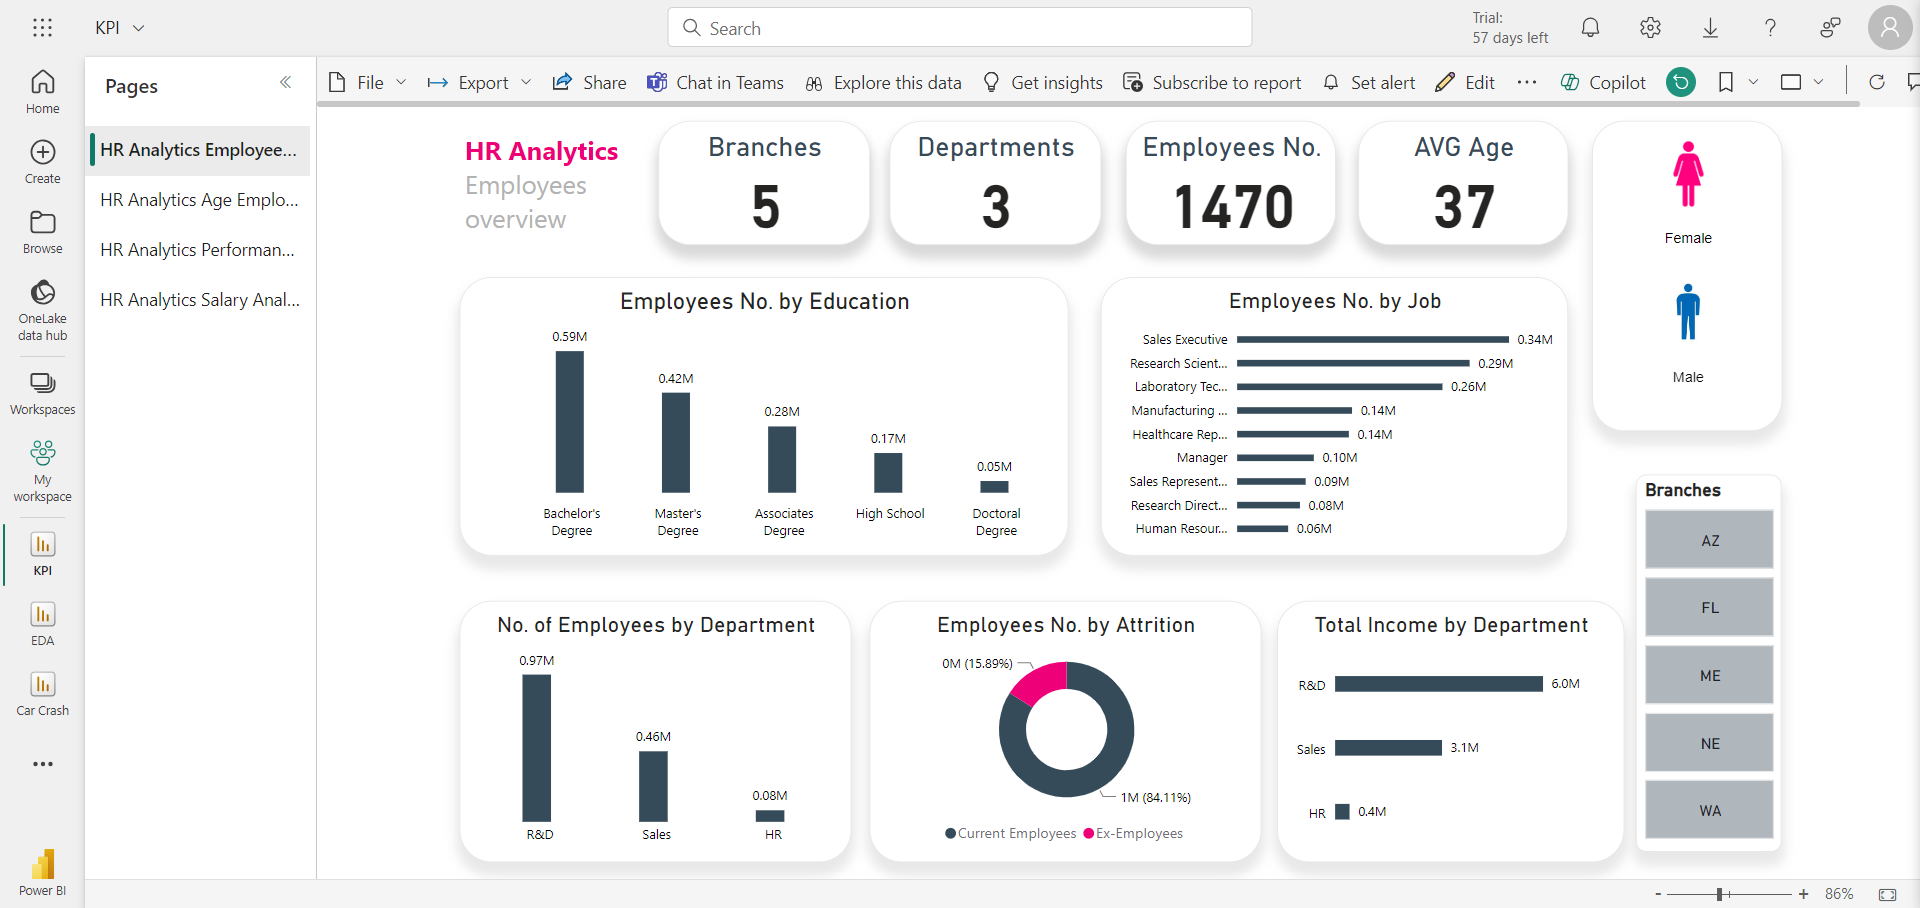 KPI
Search
Trial:
57 days left
Home
Create
Browse
OneLake
data hub
Workspaces
My
workspace
KPI
EDA
Car Crash
Power BI
Pages
HR Analytics Employee...
HR Analytics Age Emplo...
HR Analytics Performan...
HR Analytics Salary Anal...
File
Export
Share
Chat in Teams
Explore this data
Get insights
Subscribe to report
Set alert
Edit
Copilot
HR Analytics
Employees
overview
Branches
5
Departments
3
Employees No.
1470
AVG Age
37
Female
Male
Employees No. by Education
0.59M
0.42M
0.28M
0.17M
0.05M
Bachelor's
Degree
Master's
Degree
Associates
Degree
High School
Doctoral
Degree
Employees No. by Job
Sales Executive 0.34M
Research Scient... 0.29M
Laboratory Tec... 0.26M
Manufacturing ... 0.14M
Healthcare Rep... 0.14M
Manager 0.10M
Sales Represent... 0.09M
Research Direct... 0.08M
Human Resour... 0.06M
Branches
AZ
FL
ME
NE
WA
No. of Employees by Department
0.97M
0.46M
0.08M
R&D
Sales
HR
Employees No. by Attrition
0M (15.89%)
1M (84.11%)
Current Employees
Ex-Employees
Total Income by Department
R&D 6.0M
Sales 3.1M
HR 0.4M
- + 86%